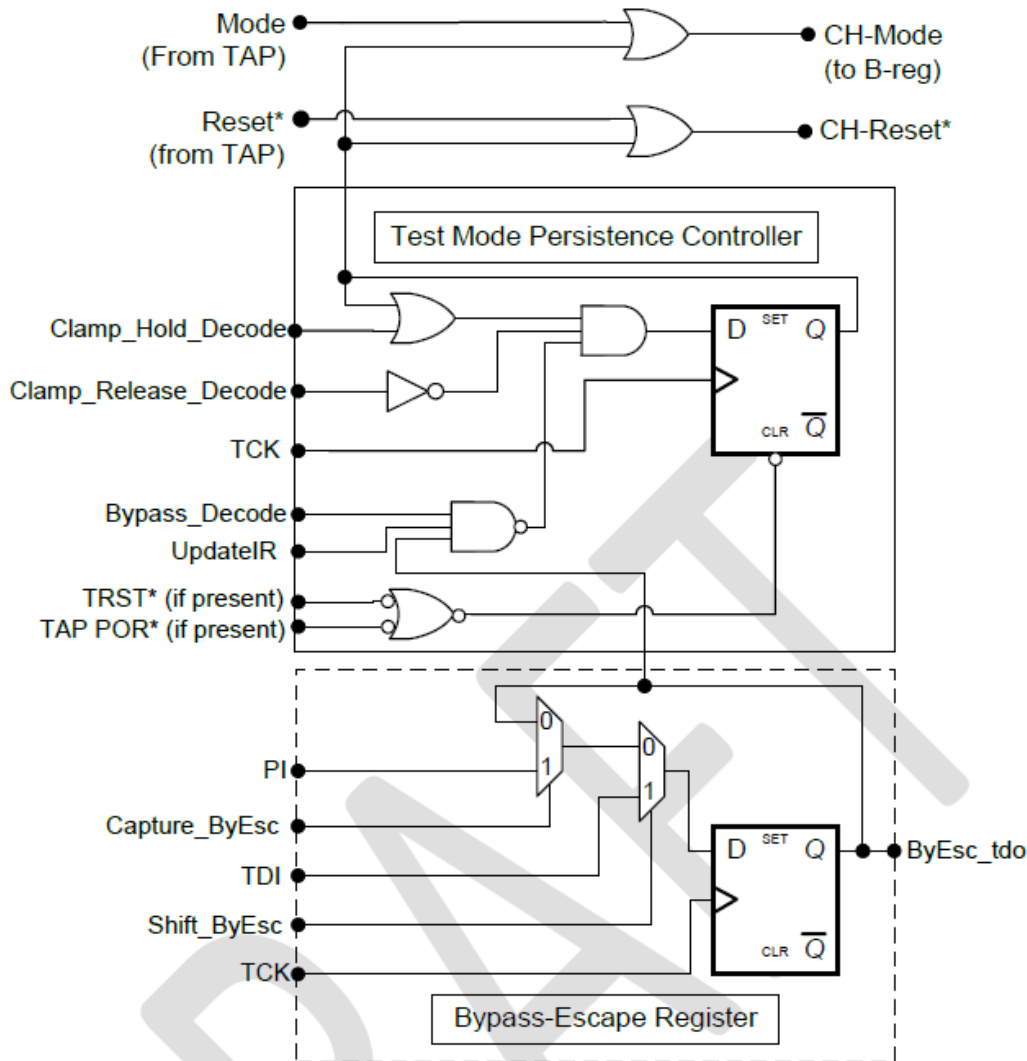 Mode
(From TAP)
CH-Mode
(to B-reg)
Reset*
(from TAP)
CH-Reset*
Test Mode Persistence Controller
Clamp_Hold_Decode
D SET Q
Clamp_Release_Decode
CLR Q
TCK
Bypass_Decode
UpdateIR
TRST* (if present)
TAP POR* (if present)
0
1
0
1
PI
Capture_ByEsc
D SET Q
ByEsc_tdo
TDI
Shift_ByEsc
CLR Q
TCK
Bypass-Escape Register
DRAFT